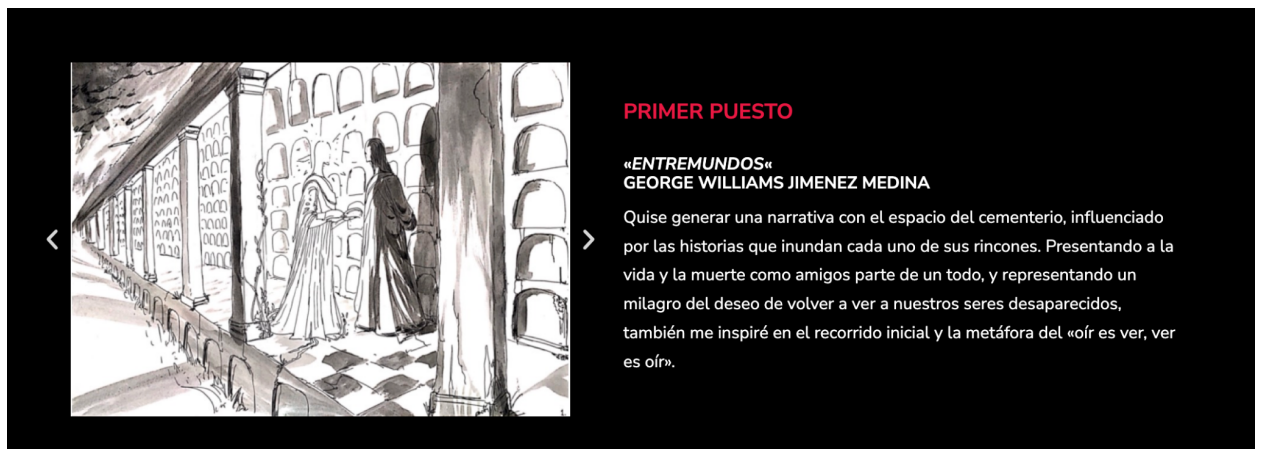 PRIMER PUESTO
«ENTREMUNDOS«
GEORGE WILLIAMS JIMENEZ MEDINA
Quise generar una narrativa con el espacio del cementerio, influenciado
por las historias que inundan cada uno de sus rincones. Presentando a la
vida y la muerte como amigos parte de un todo, y representando un
milagro del deseo de volver a ver a nuestros seres desaparecidos,
también me inspiré en el recorrido inicial y la metáfora del «oír es ver, ver
es oír».